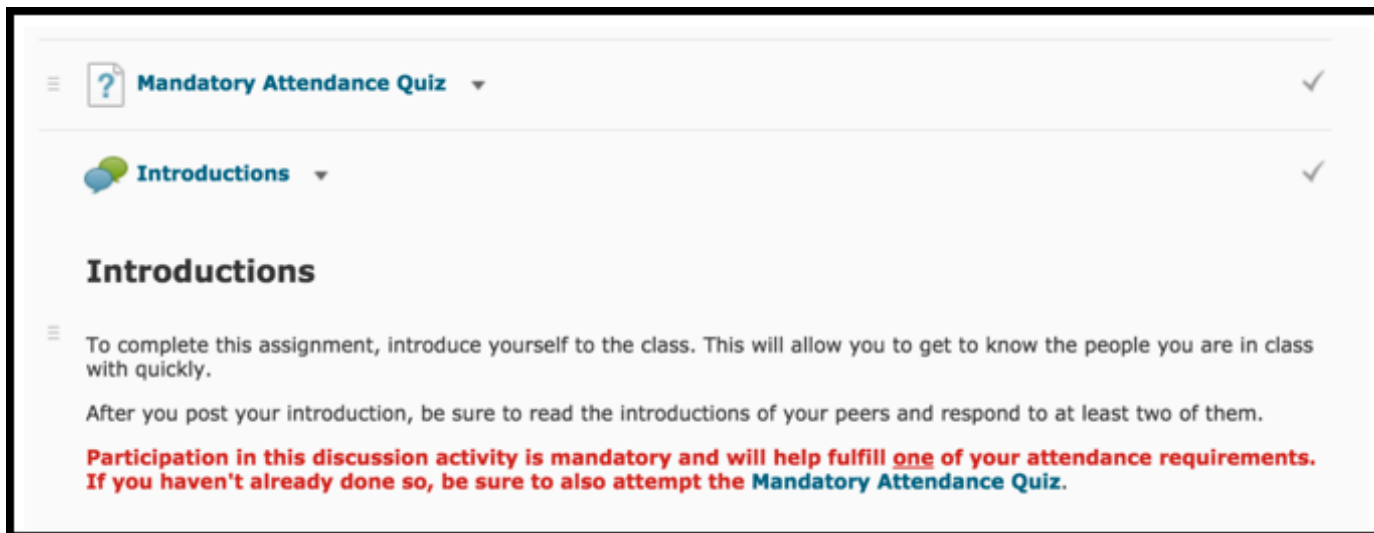 Mandatory Attendance Quiz
Introductions
Introductions
To complete this assignment, introduce yourself to the class. This will allow you to get to know the people you are in class
with quickly.
After you post your introduction, be sure to read the introductions of your peers and respond to at least two of them.
Participation in this discussion activity is mandatory and will help fulfill one of your attendance requirements.
If you haven't already done so, be sure to also attempt the Mandatory Attendance Quiz.